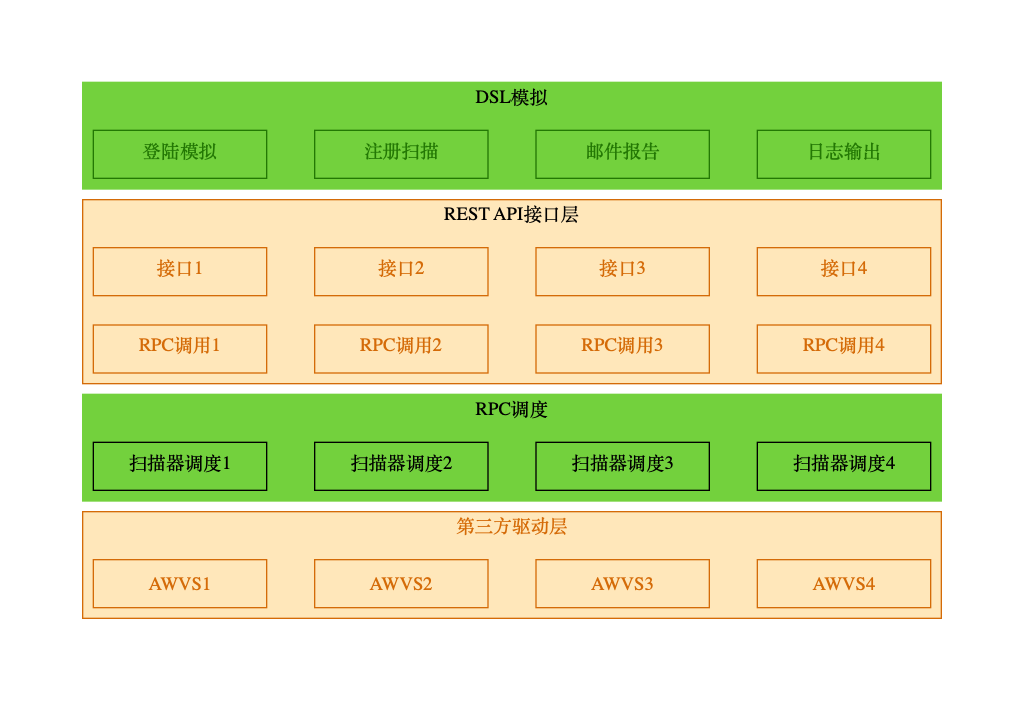 DSL模拟
登陆模拟 注册扫描 邮件报告 日志输出
REST API接口层
接口1 接口2 接口3 接口4
RPC调用1 RPC调用2 RPC调用3 RPC调用4
RPC调度
扫描器调度1 扫描器调度2 扫描器调度3 扫描器调度4
第三方驱动层
AWVS1 AWVS2 AWVS3 AWVS4